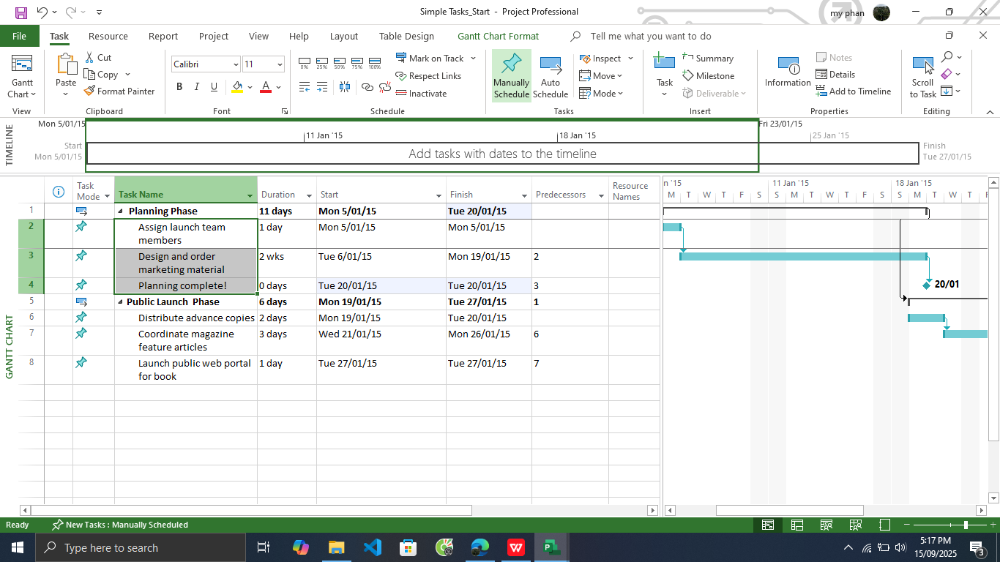 Simple Tasks_Start - Project Professional
my phan
File Task Resource Report Project View Help Layout Table Design Gantt Chart Format Tell me what you want to do
Gantt Chart
View
Paste
Cut
Copy
Format Painter
Clipboard
Calibri 11
B I U A
Font
0% 25% 50% 75% 100%
Mark on Track
Respect Links
Inactivate
Schedule
Manually Schedule
Auto Schedule
Inspect
Move
Mode
Tasks
Task
Summary
Milestone
Deliverable
Insert
Information
Notes
Details
Add to Timeline
Properties
Scroll to Task
Editing
TIMELINE
Mon 5/01/15 Fri 23/01/15
11 Jan '15 18 Jan '15 25 Jan '15
Start
Mon 5/01/15
Add tasks with dates to the timeline
Finish
Tue 27/01/15
GANTT CHART
Task Mode Task Name Duration Start Finish Predecessors Resource Names
1 Planning Phase 11 days Mon 5/01/15 Tue 20/01/15
2 Assign launch team members 1 day Mon 5/01/15 Mon 5/01/15
3 Design and order marketing material 2 wks Tue 6/01/15 Mon 19/01/15 2
4 Planning complete! 0 days Tue 20/01/15 Tue 20/01/15 3
5 Public Launch Phase 6 days Mon 19/01/15 Tue 27/01/15 1
6 Distribute advance copies 2 days Mon 19/01/15 Tue 20/01/15
7 Coordinate magazine feature articles 3 days Wed 21/01/15 Mon 26/01/15 6
8 Launch public web portal for book 1 day Tue 27/01/15 Tue 27/01/15 7
n '15 11 Jan '15 18 Jan '15
M T W T F S S M T W T F S S M T W T F
20/01
Ready New Tasks : Manually Scheduled
Type here to search
5:17 PM
15/09/2025
3